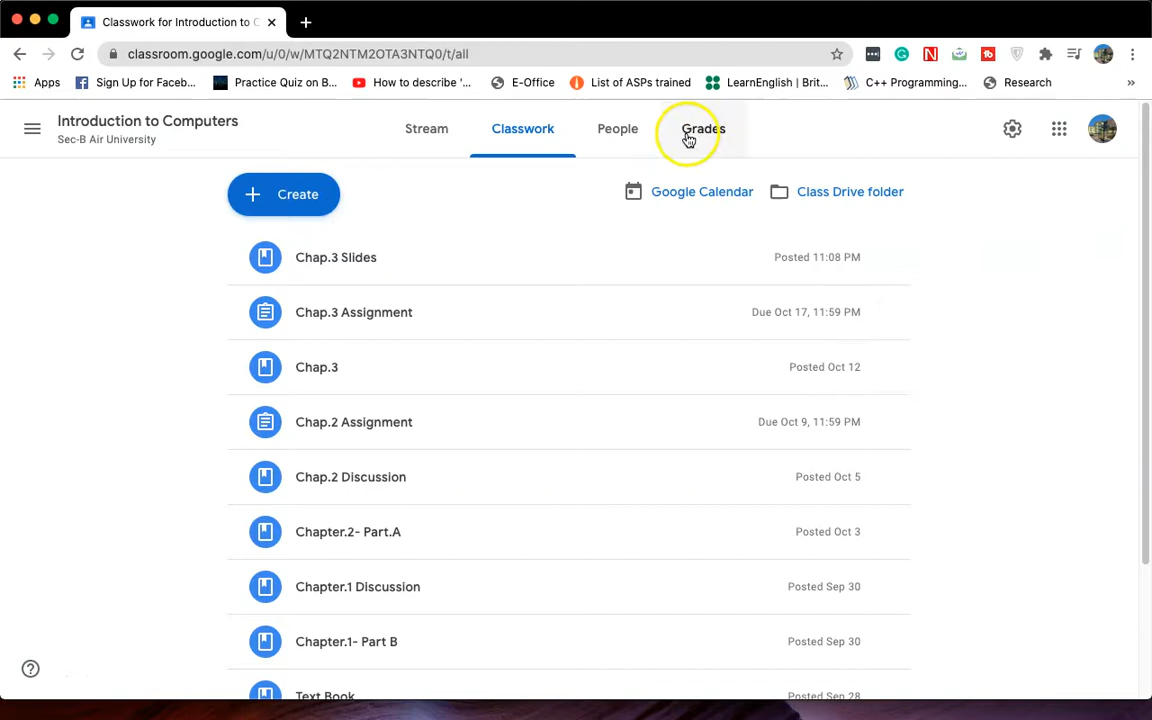 Classwork for Introduction to C
classroom.google.com/u/0/w/MTQ2NTM2OTA3NTQ0/t/all
Apps Sign Up for Faceb... Practice Quiz on B... How to describe '... E-Office List of ASPs trained LearnEnglish | Brit... C++ Programming,... Research
Introduction to Computers
Sec-B Air University
Stream Classwork People Grades
Create Google Calendar Class Drive folder
Chap.3 Slides Posted 11:08 PM
Chap.3 Assignment Due Oct 17, 11:59 PM
Chap.3 Posted Oct 12
Chap.2 Assignment Due Oct 9, 11:59 PM
Chap.2 Discussion Posted Oct 5
Chapter.2- Part.A Posted Oct 3
Chapter.1 Discussion Posted Sep 30
Chapter.1- Part B Posted Sep 30
Text Book Posted Sep 28